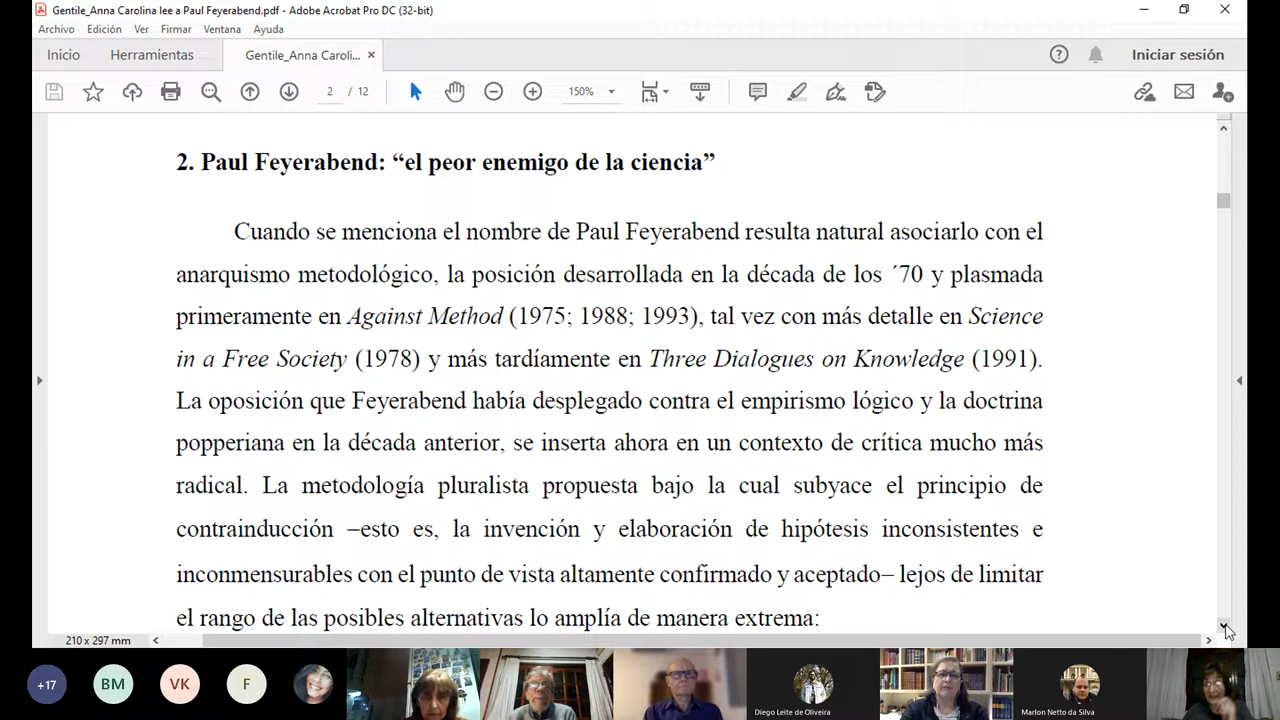 Gentile_Anna Carolina lee a Paul Feyerabend.pdf - Adobe Acrobat Pro DC (32-bit)
Archivo Edición Ver Firmar Ventana Ayuda
Inicio Herramientas Gentile_Anna Caroli... × Iniciar sesión
2 / 12 150%
2. Paul Feyerabend: “el peor enemigo de la ciencia”
Cuando se menciona el nombre de Paul Feyerabend resulta natural asociarlo con el
anarquismo metodológico, la posición desarrollada en la década de los ´70 y plasmada
primeramente en Against Method (1975; 1988; 1993), tal vez con más detalle en Science
in a Free Society (1978) y más tardíamente en Three Dialogues on Knowledge (1991).
La oposición que Feyerabend había desplegado contra el empirismo lógico y la doctrina
popperiana en la década anterior, se inserta ahora en un contexto de crítica mucho más
radical. La metodología pluralista propuesta bajo la cual subyace el principio de
contrainducción –esto es, la invención y elaboración de hipótesis inconsistentes e
inconmensurables con el punto de vista altamente confirmado y aceptado– lejos de limitar
el rango de las posibles alternativas lo amplía de manera extrema:
210 x 297 mm
+17 BM VK F
Diego Leite de Oliveira Marlon Netto da Silva